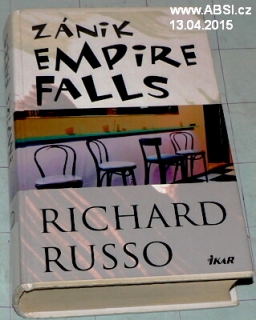 www.ABSI.cz
13.04.2015
ZÁNIK
EMPIRE
FALLS
RICHARD
RUSSO
IKAR